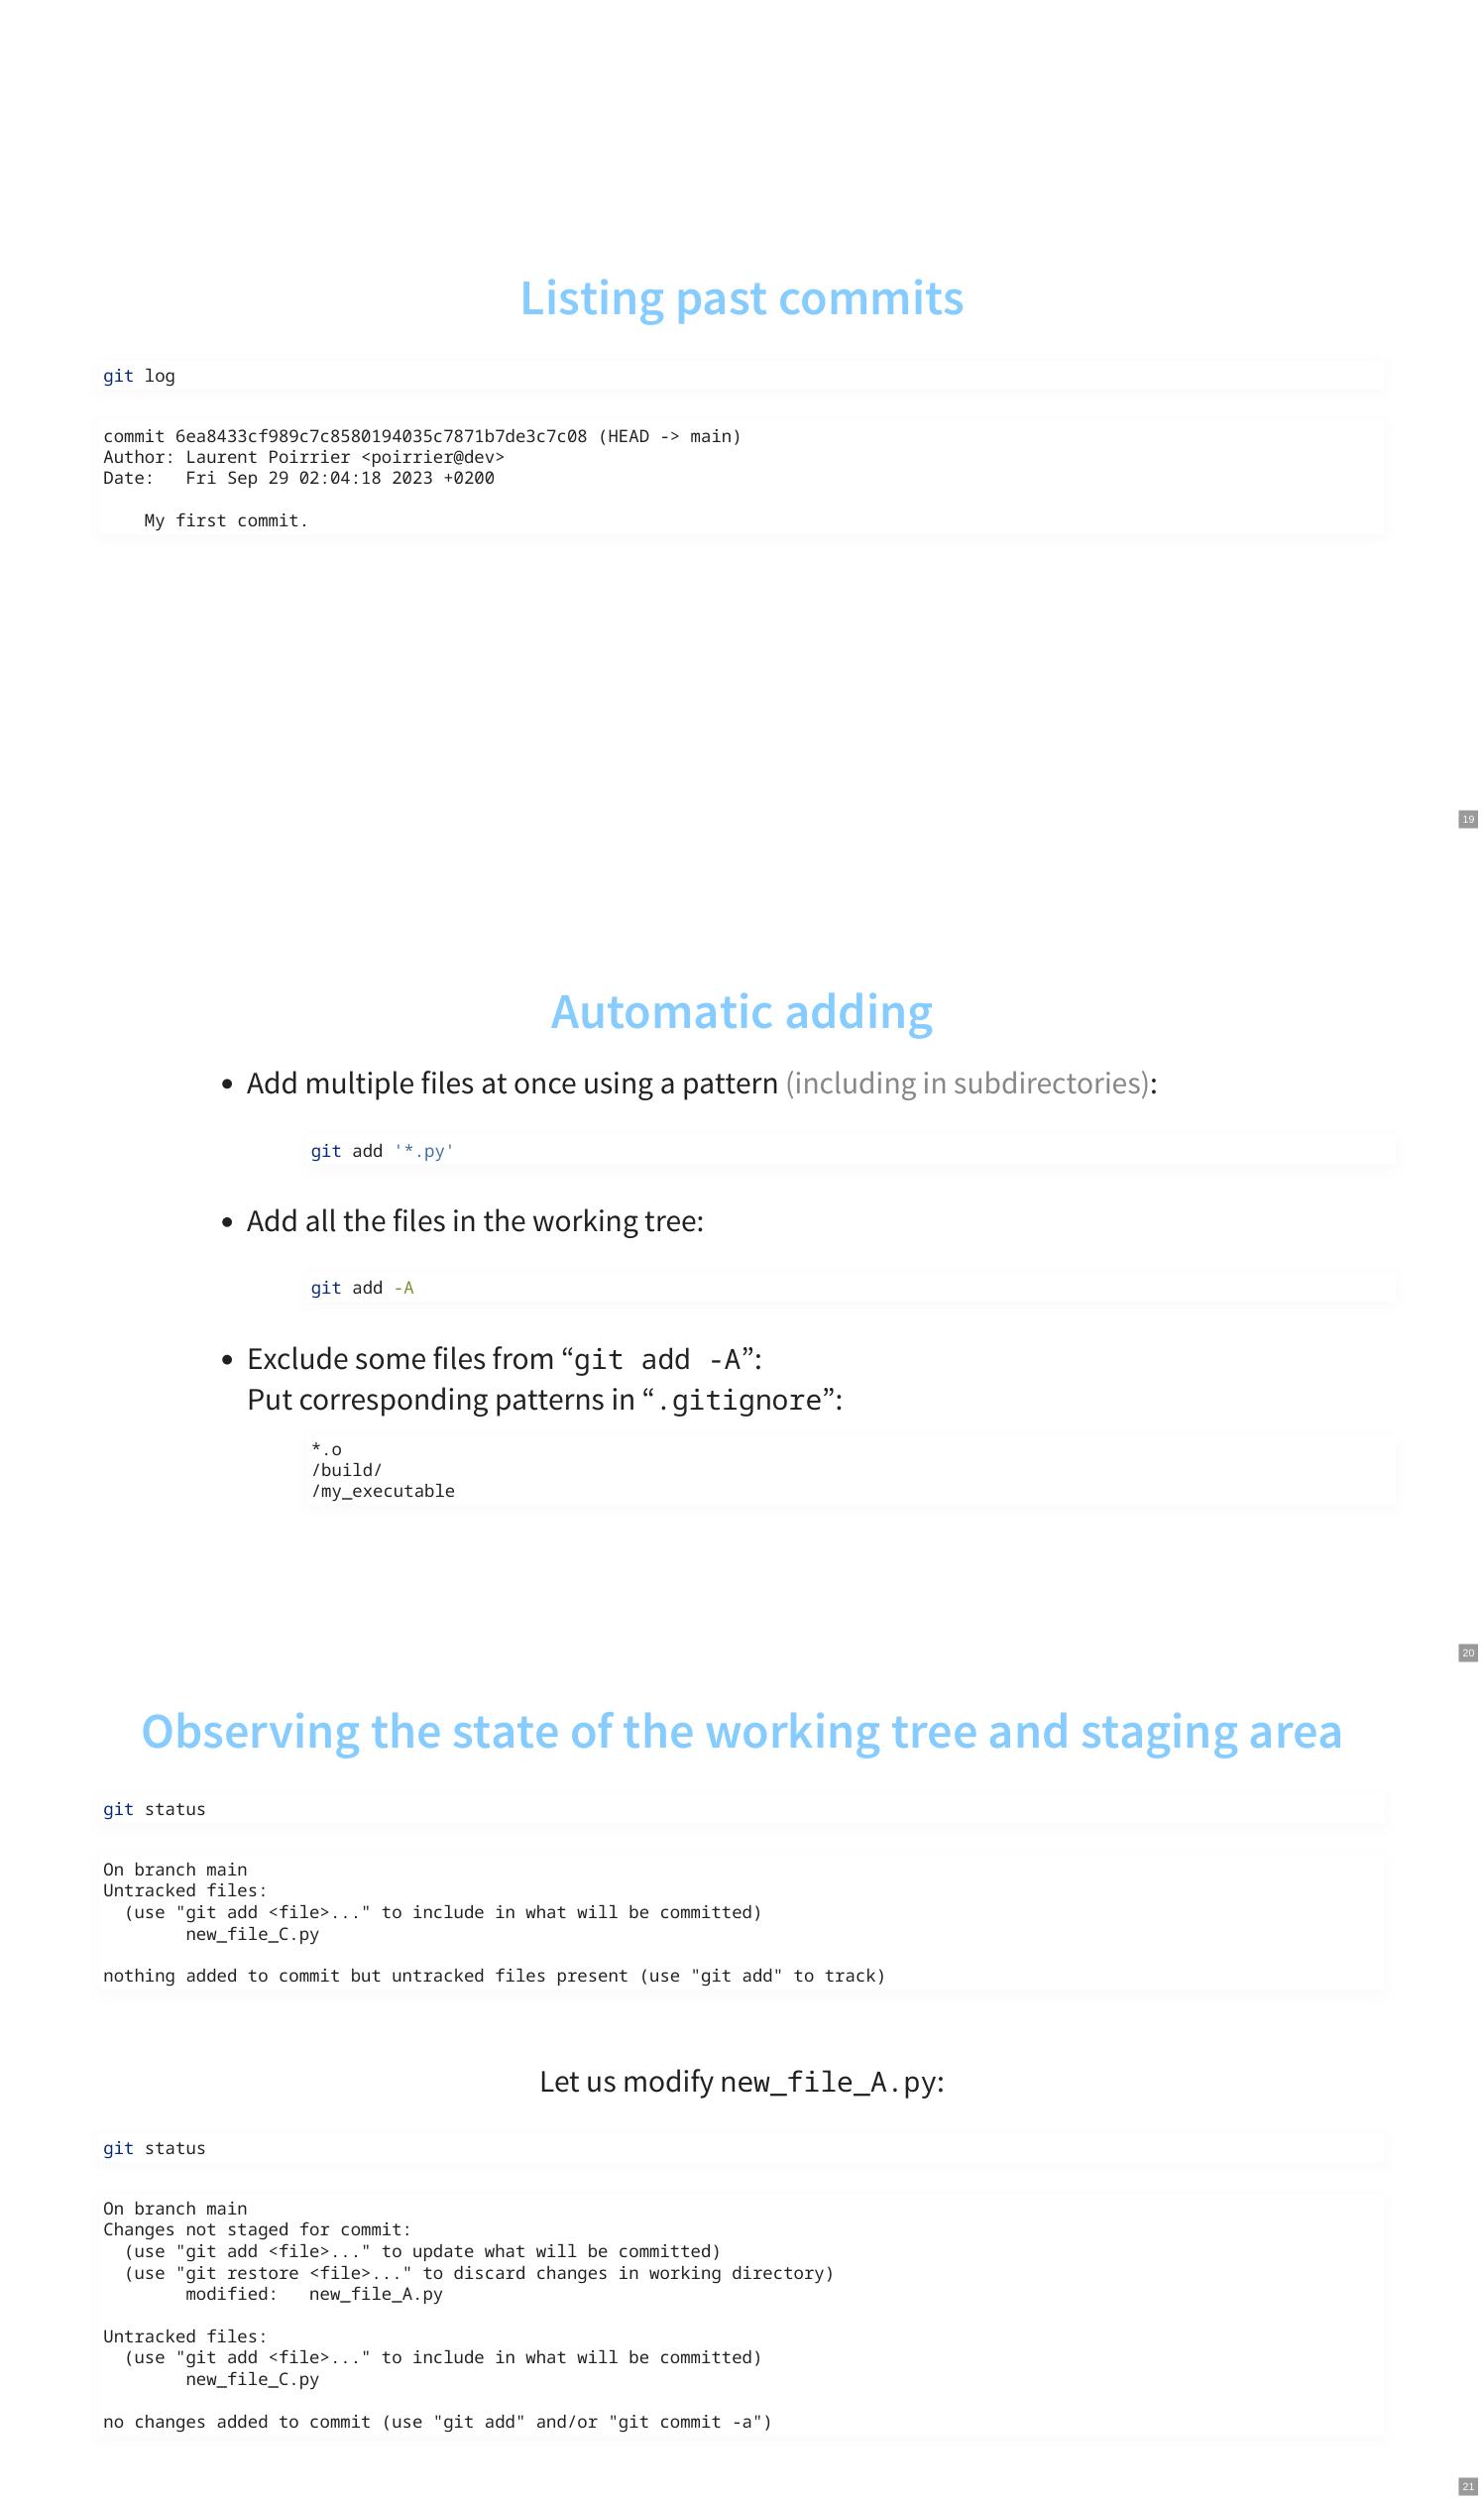 Listing past commits
git log
commit 6ea8433cf989c7c8580194035c7871b7de3c7c08 (HEAD -> main)
Author: Laurent Poirrier <poirrier@dev>
Date:   Fri Sep 29 02:04:18 2023 +0200
    My first commit.
19
Automatic adding
• Add multiple files at once using a pattern (including in subdirectories):
git add '*.py'
• Add all the files in the working tree:
git add -A
• Exclude some files from “git add -A”:
Put corresponding patterns in “.gitignore”:
*.o
/build/
/my_executable
20
Observing the state of the working tree and staging area
git status
On branch main
Untracked files:
  (use "git add <file>..." to include in what will be committed)
        new_file_C.py
nothing added to commit but untracked files present (use "git add" to track)
Let us modify new_file_A.py:
git status
On branch main
Changes not staged for commit:
  (use "git add <file>..." to update what will be committed)
  (use "git restore <file>..." to discard changes in working directory)
        modified:   new_file_A.py
Untracked files:
  (use "git add <file>..." to include in what will be committed)
        new_file_C.py
no changes added to commit (use "git add" and/or "git commit -a")
21